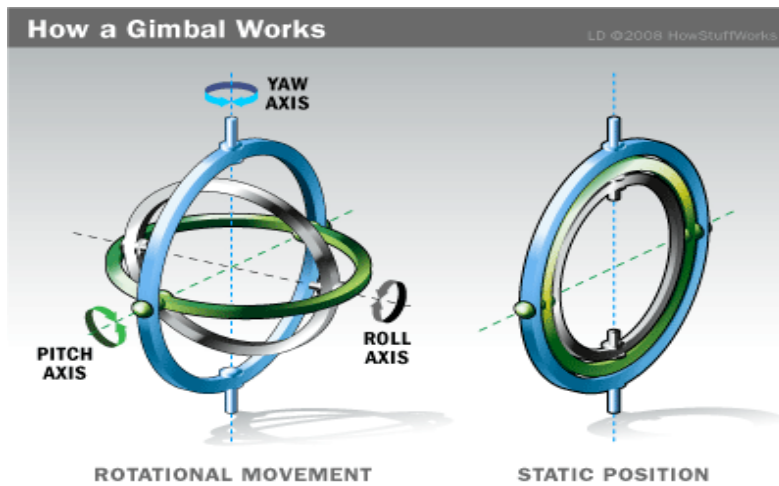 How a Gimbal Works
LD ©2008 HowStuffWorks
YAW
AXIS
PITCH
AXIS
ROLL
AXIS
ROTATIONAL MOVEMENT
STATIC POSITION